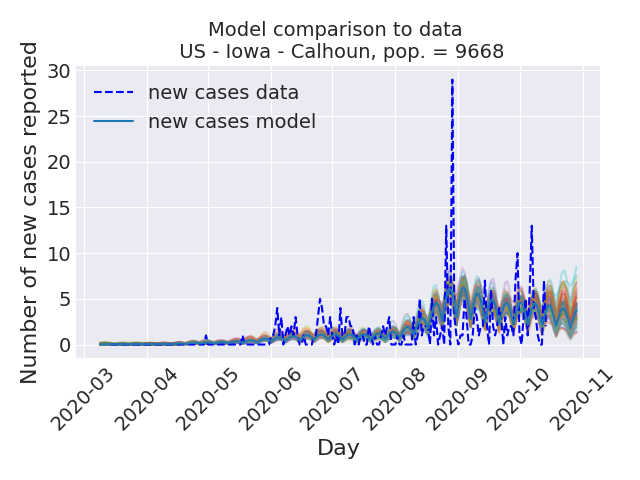 Model comparison to data
US - Iowa - Calhoun, pop. = 9668
Number of new cases reported
30
25
20
15
10
5
0
new cases data
new cases model
2020-03
2020-04
2020-05
2020-06
2020-07
2020-08
2020-09
2020-10
2020-11
Day